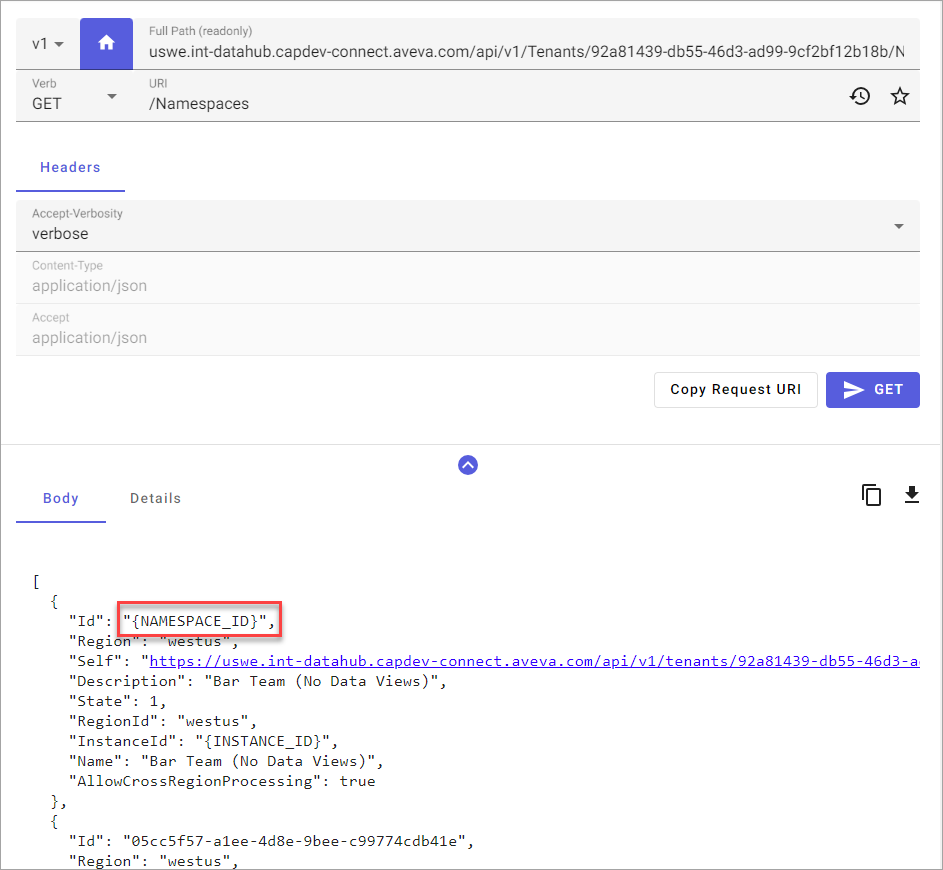 v1
Full Path (readonly)
uswe.int-datahub.capdev-connect.aveva.com/api/v1/Tenants/92a81439-db55-46d3-ad99-9cf2bf12b18b/N
Verb
GET
URI
/Namespaces
Headers
Accept-Verbosity
verbose
Content-Type
application/json
Accept
application/json
Copy Request URI
GET
Body
Details
[
{
"Id": "{NAMESPACE_ID}",
"Region": "westus",
"Self": "https://uswe.int-datahub.capdev-connect.aveva.com/api/v1/tenants/92a81439-db55-46d3-a
"Description": "Bar Team (No Data Views)",
"State": 1,
"RegionId": "westus",
"InstanceId": "{INSTANCE_ID}",
"Name": "Bar Team (No Data Views)",
"AllowCrossRegionProcessing": true
},
{
"Id": "05cc5f57-a1ee-4d8e-9bee-c99774cdb41e",
"Region": "westus",